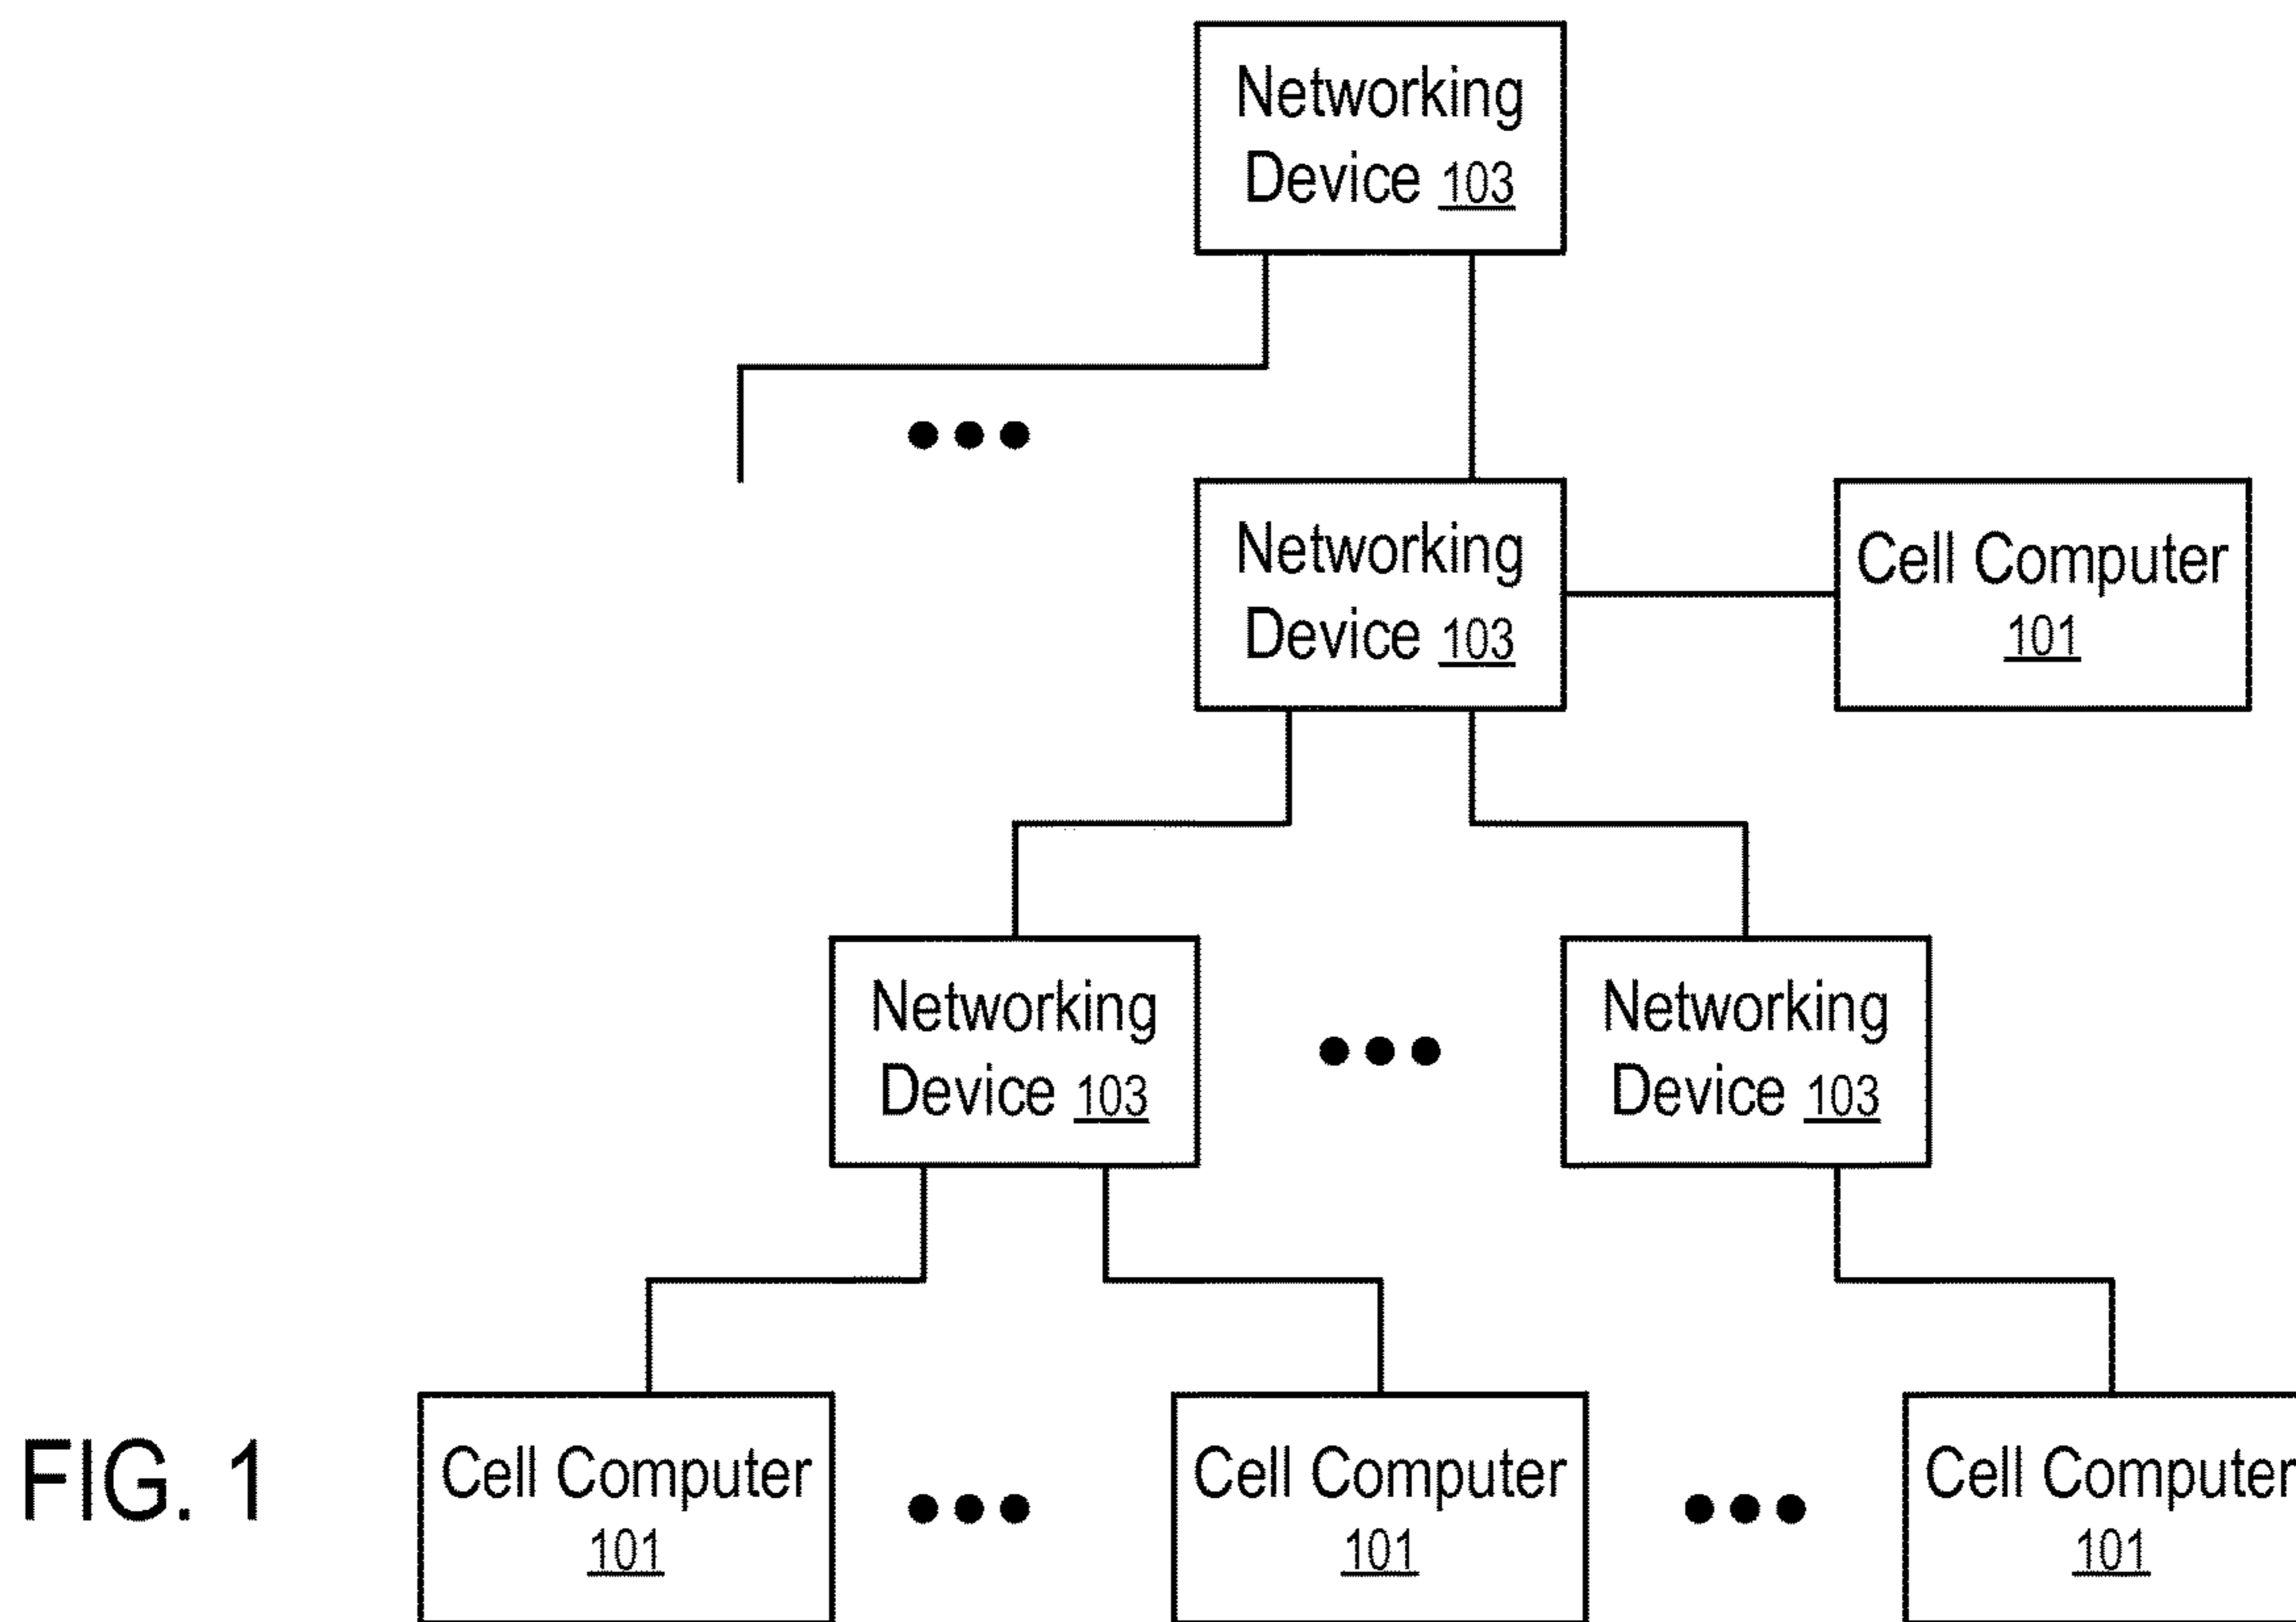 Networking
Device 103
Networking
Device 103
Cell Computer
101
Networking
Device 103
Networking
Device 103
FIG. 1
Cell Computer
101
Cell Computer
101
Cell Computer
101